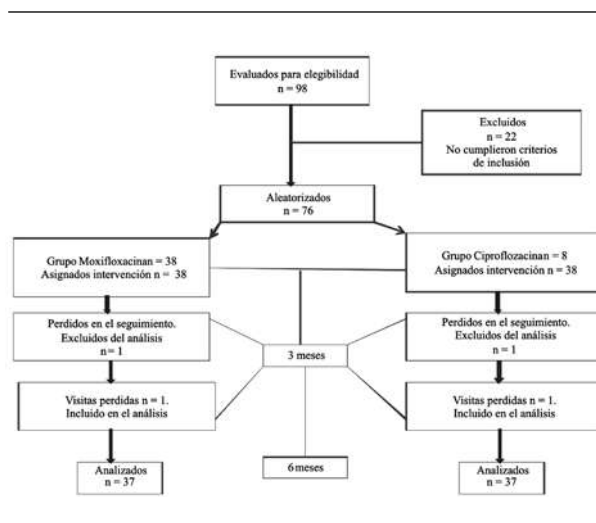 Evaluados para elegibilidad
n = 98
Excluidos
n = 22
No cumplieron criterios
de inclusión
Aleatorizados
n = 76
Grupo Moxifloxacinan = 38
Asignados intervención n = 38
Grupo Ciproflozacinan = 8
Asignados intervención n = 38
Perdidos en el seguimiento.
Excluidos del análisis
n= 1
Perdidos en el seguimiento.
Excluidos del análisis
n = 1
3 meses
Visitas perdidas n = 1.
Incluido en el análisis
Visitas perdidas n = 1.
Incluido en el análisis
Analizados
n = 37
6 meses
Analizados
n = 37